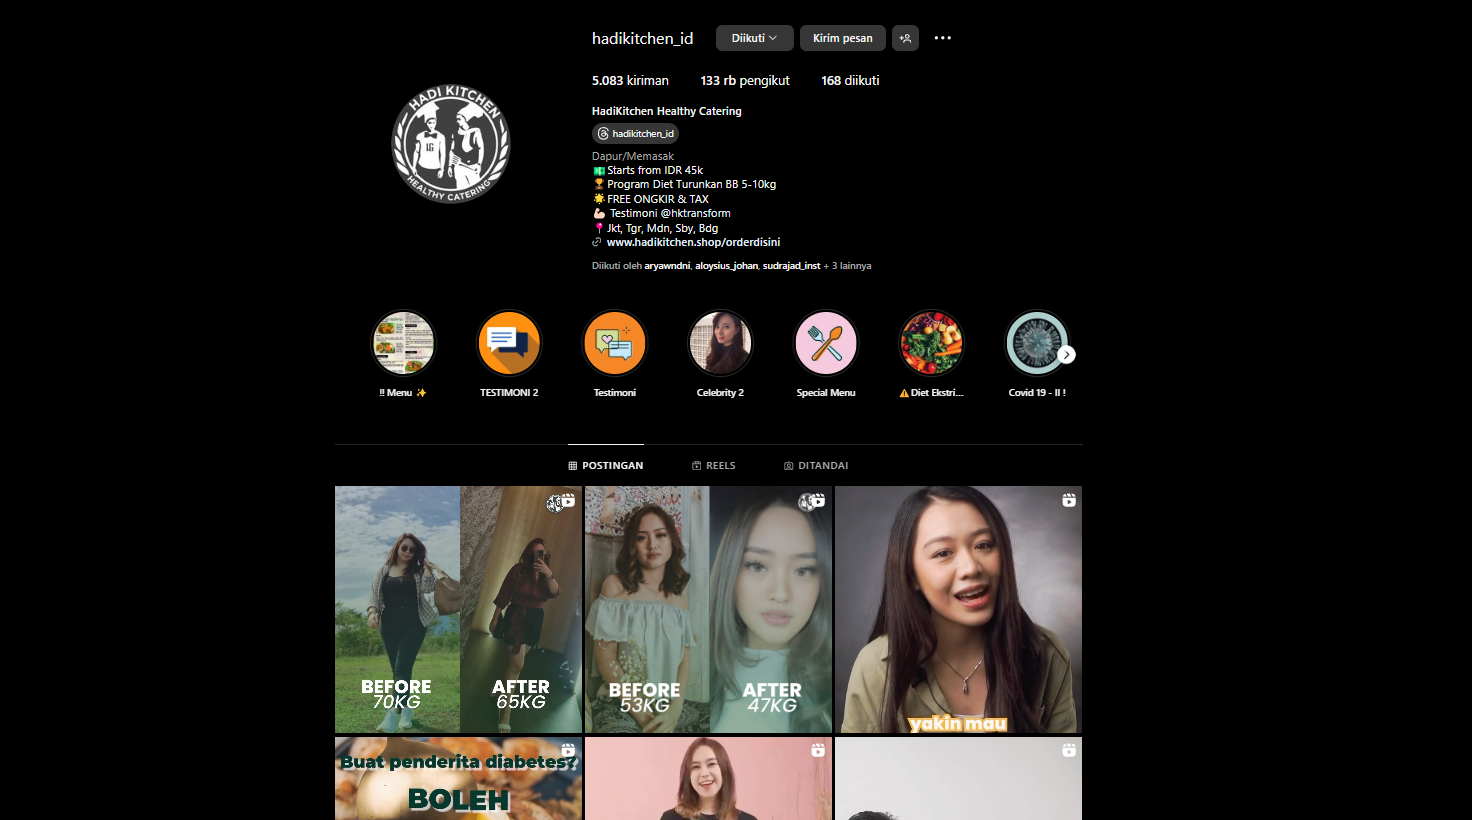 hadikitchen_id
Diikuti
Kirim pesan
5.083 kiriman
133 rb pengikut
168 diikuti
HADI KITCHEN
HEALTHY CATERING
HadiKitchen Healthy Catering
hadikitchen_id
Dapur/Memasak
💵Starts from IDR 45k
🏆Program Diet Turunkan BB 5-10kg
🌟FREE ONGKIR & TAX
💪🏻 Testimoni @hktransform
📍Jkt, Tgr, Mdn, Sby, Bdg
www.hadikitchen.shop/orderdisini
Diikuti oleh aryawndni, aloysius_johan, sudrajad_inst + 3 lainnya
!! Menu ✨
TESTIMONI 2
Testimoni
Celebrity 2
Special Menu
⚠️Diet Ekstri...
Covid 19 - II !
POSTINGAN
REELS
DITANDAI
BEFORE
70KG
AFTER
65KG
BEFORE
53KG
AFTER
47KG
yakin mau
Buat penderita diabetes?
BOLEH